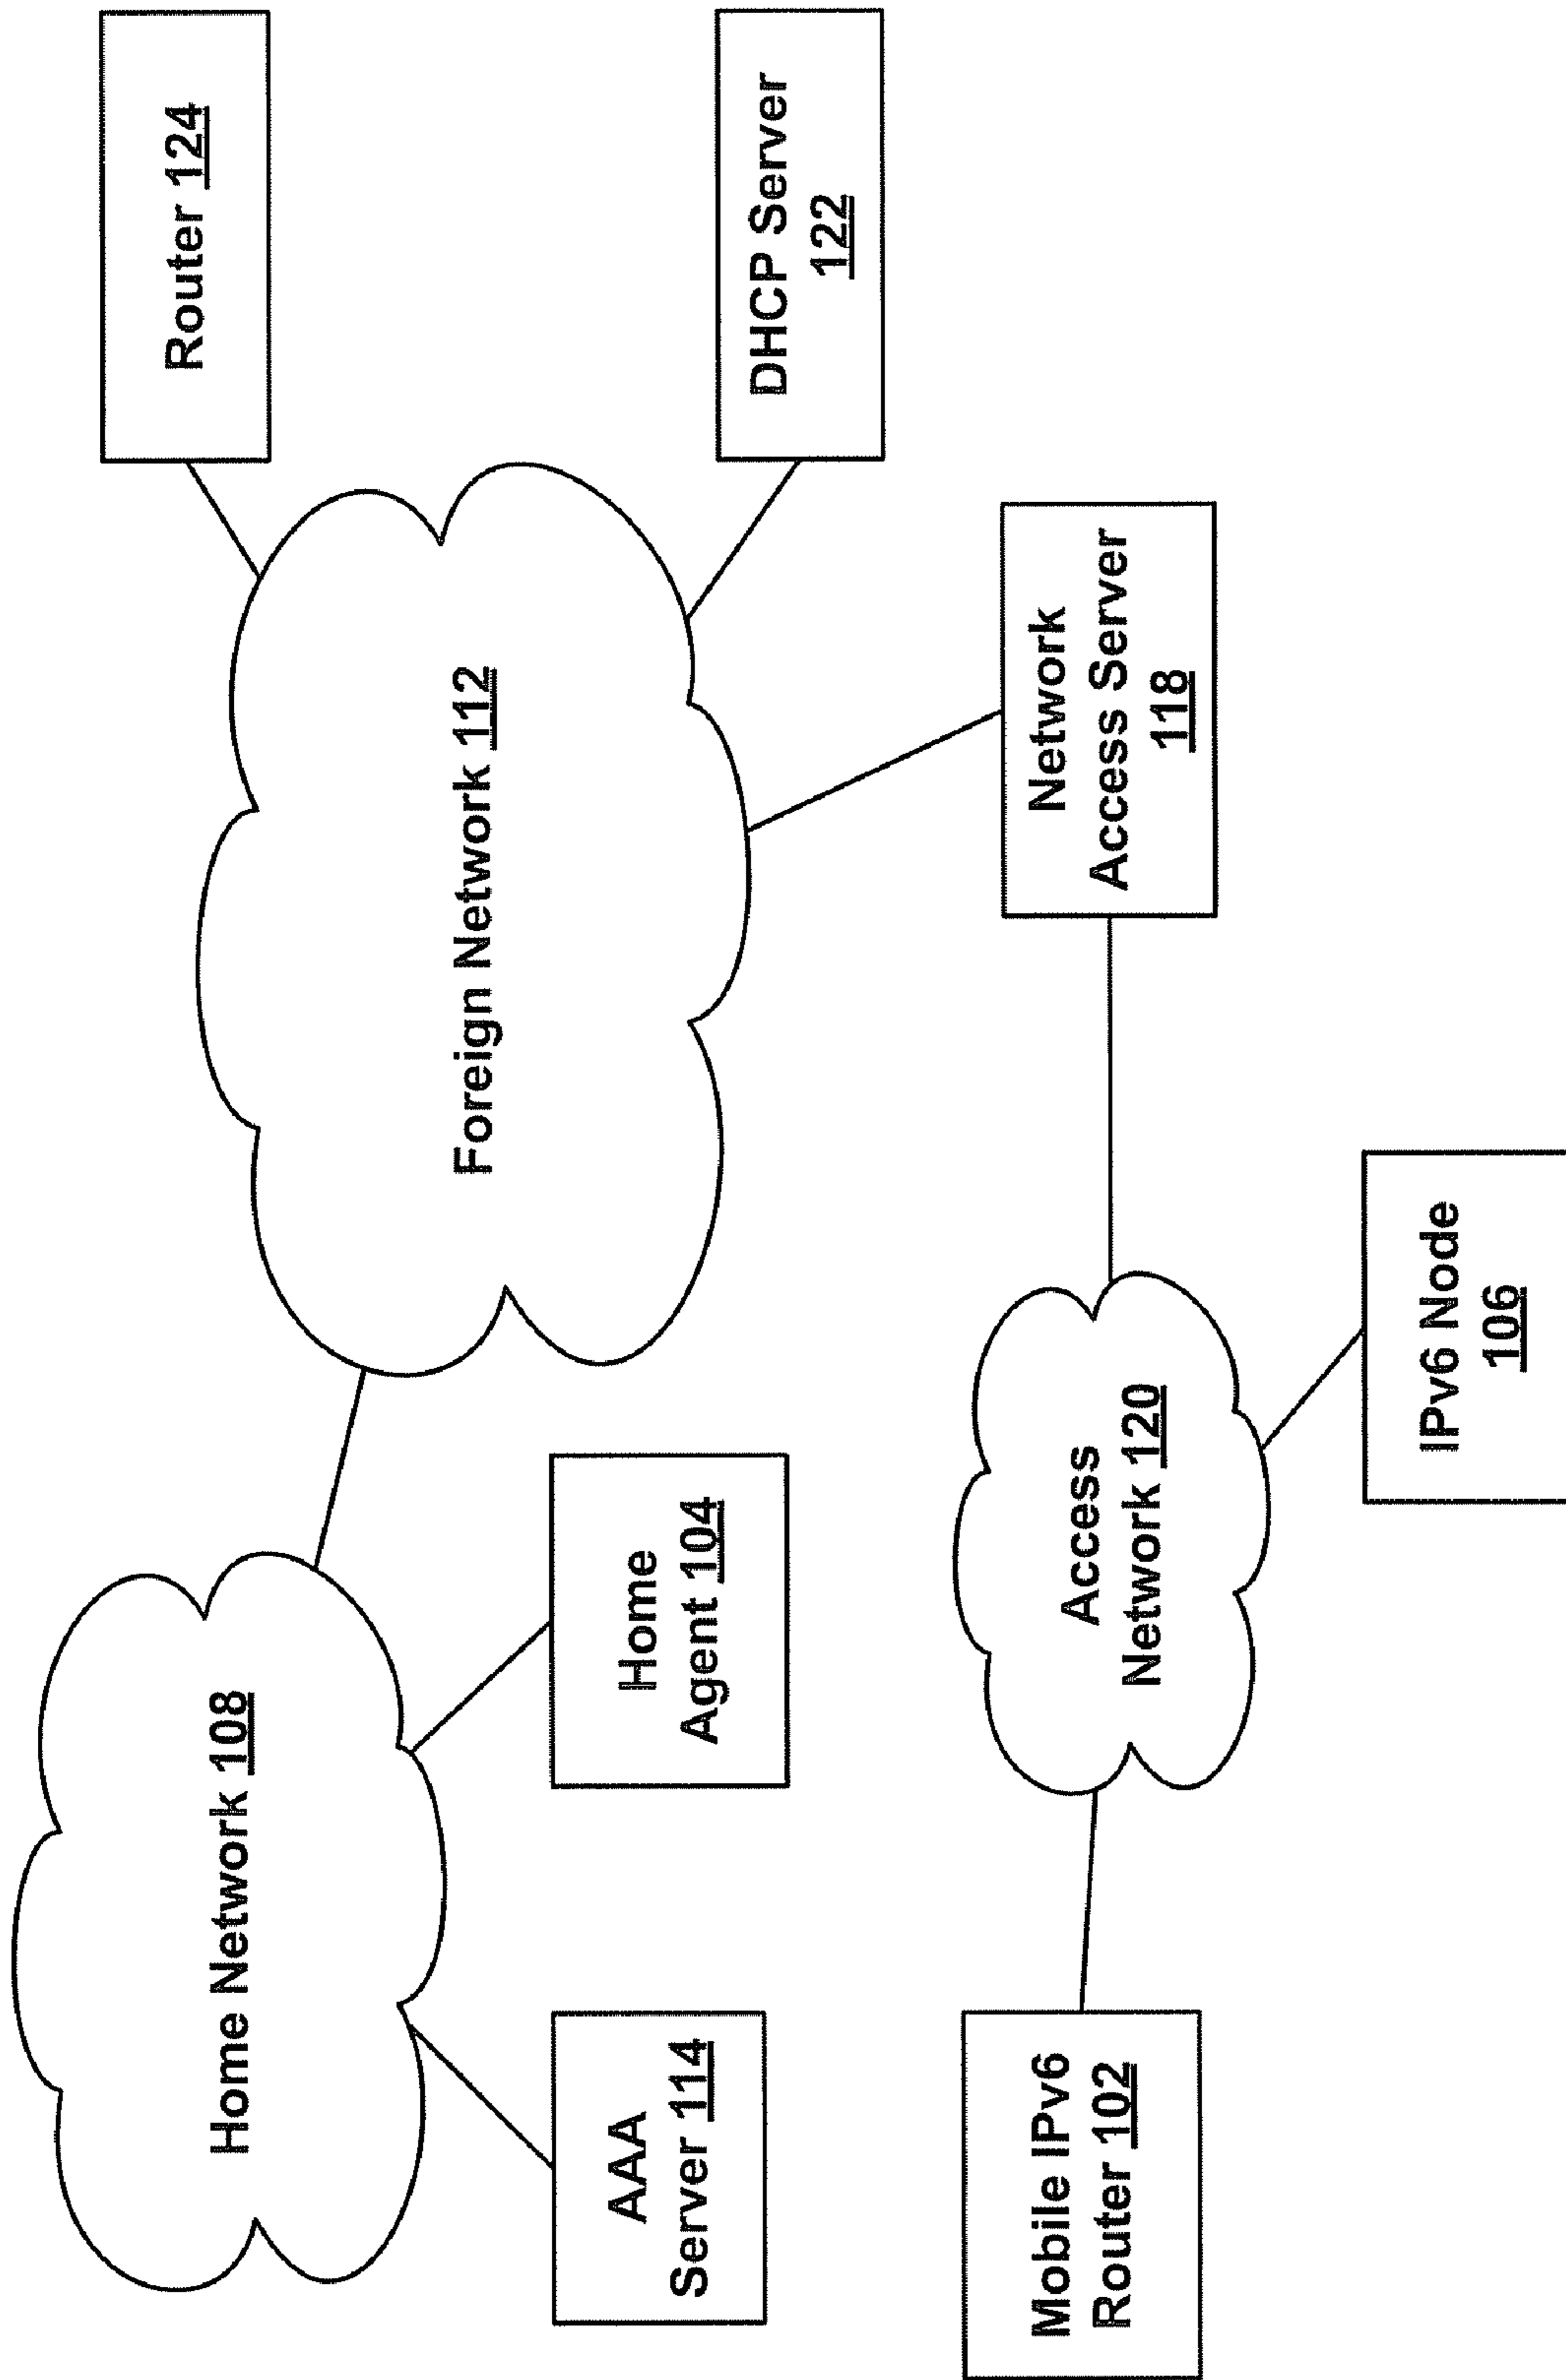 Home Network 108
Foreign Network 112
Router 124
AAA
Server 114
Home
Agent 104
DHCP Server
122
Mobile IPv6
Router 102
Access
Network 120
Network
Access Server
118
IPv6 Node
106